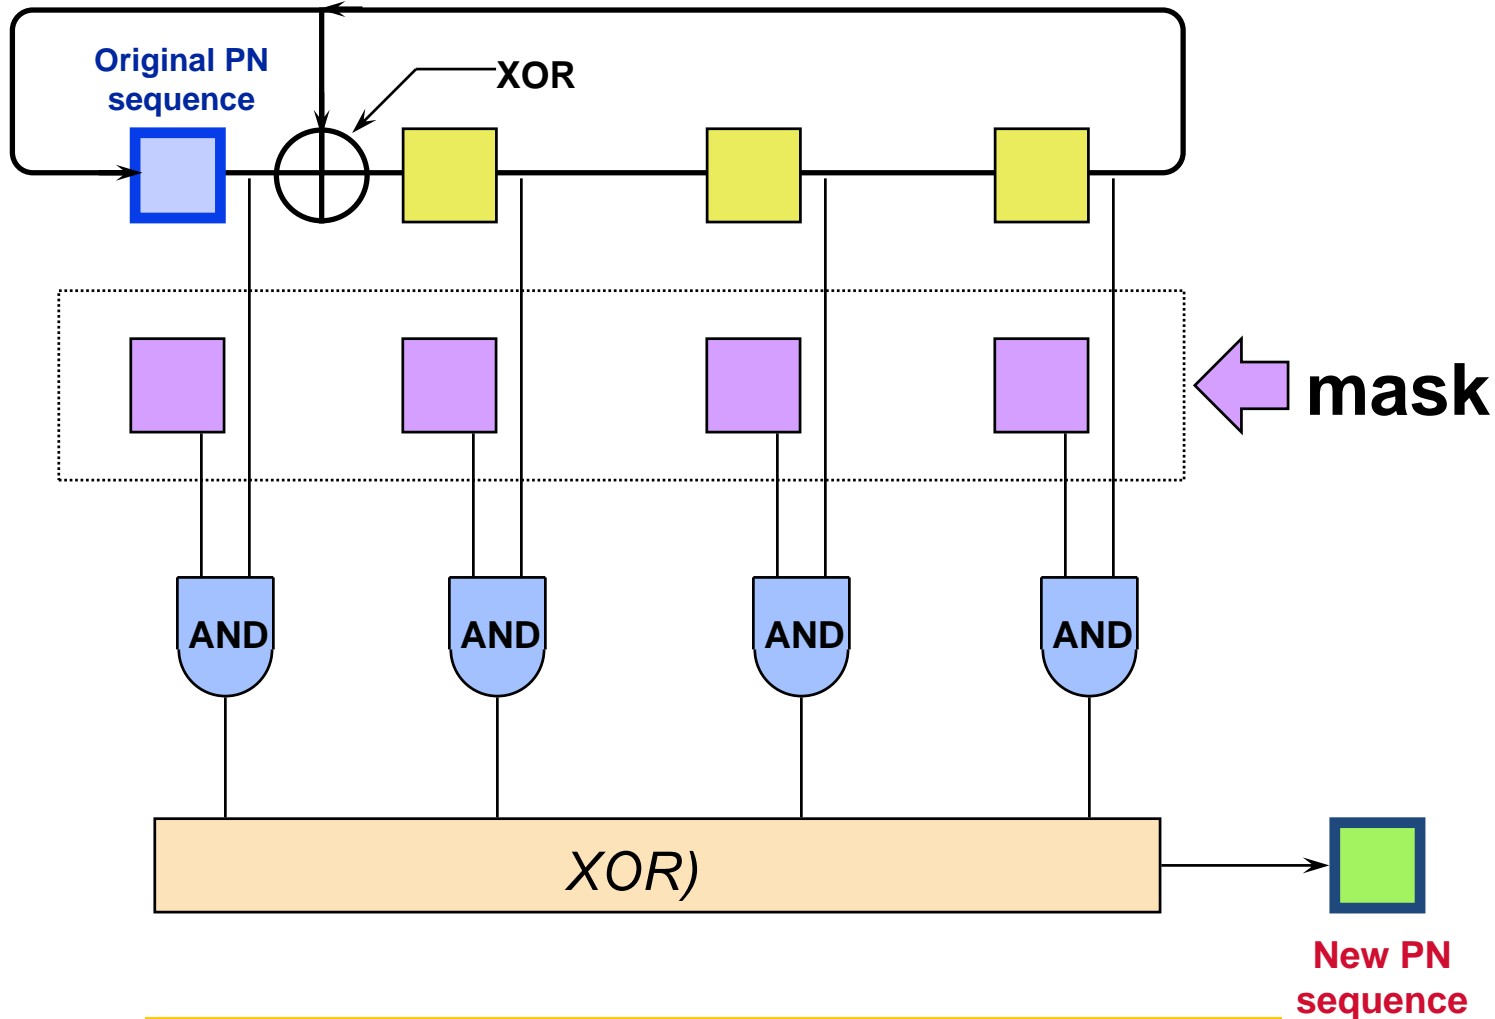 Original PN
sequence
XOR
mask
AND
AND
AND
AND
XOR)
New PN
sequence